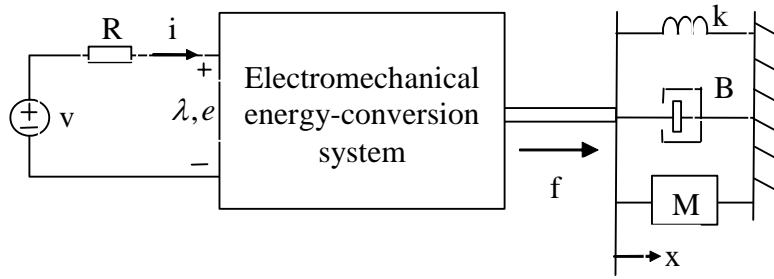 R
i
k
+
Electromechanical
energy-conversion
system
λ, e
B
+
−
v
−
f
M
x